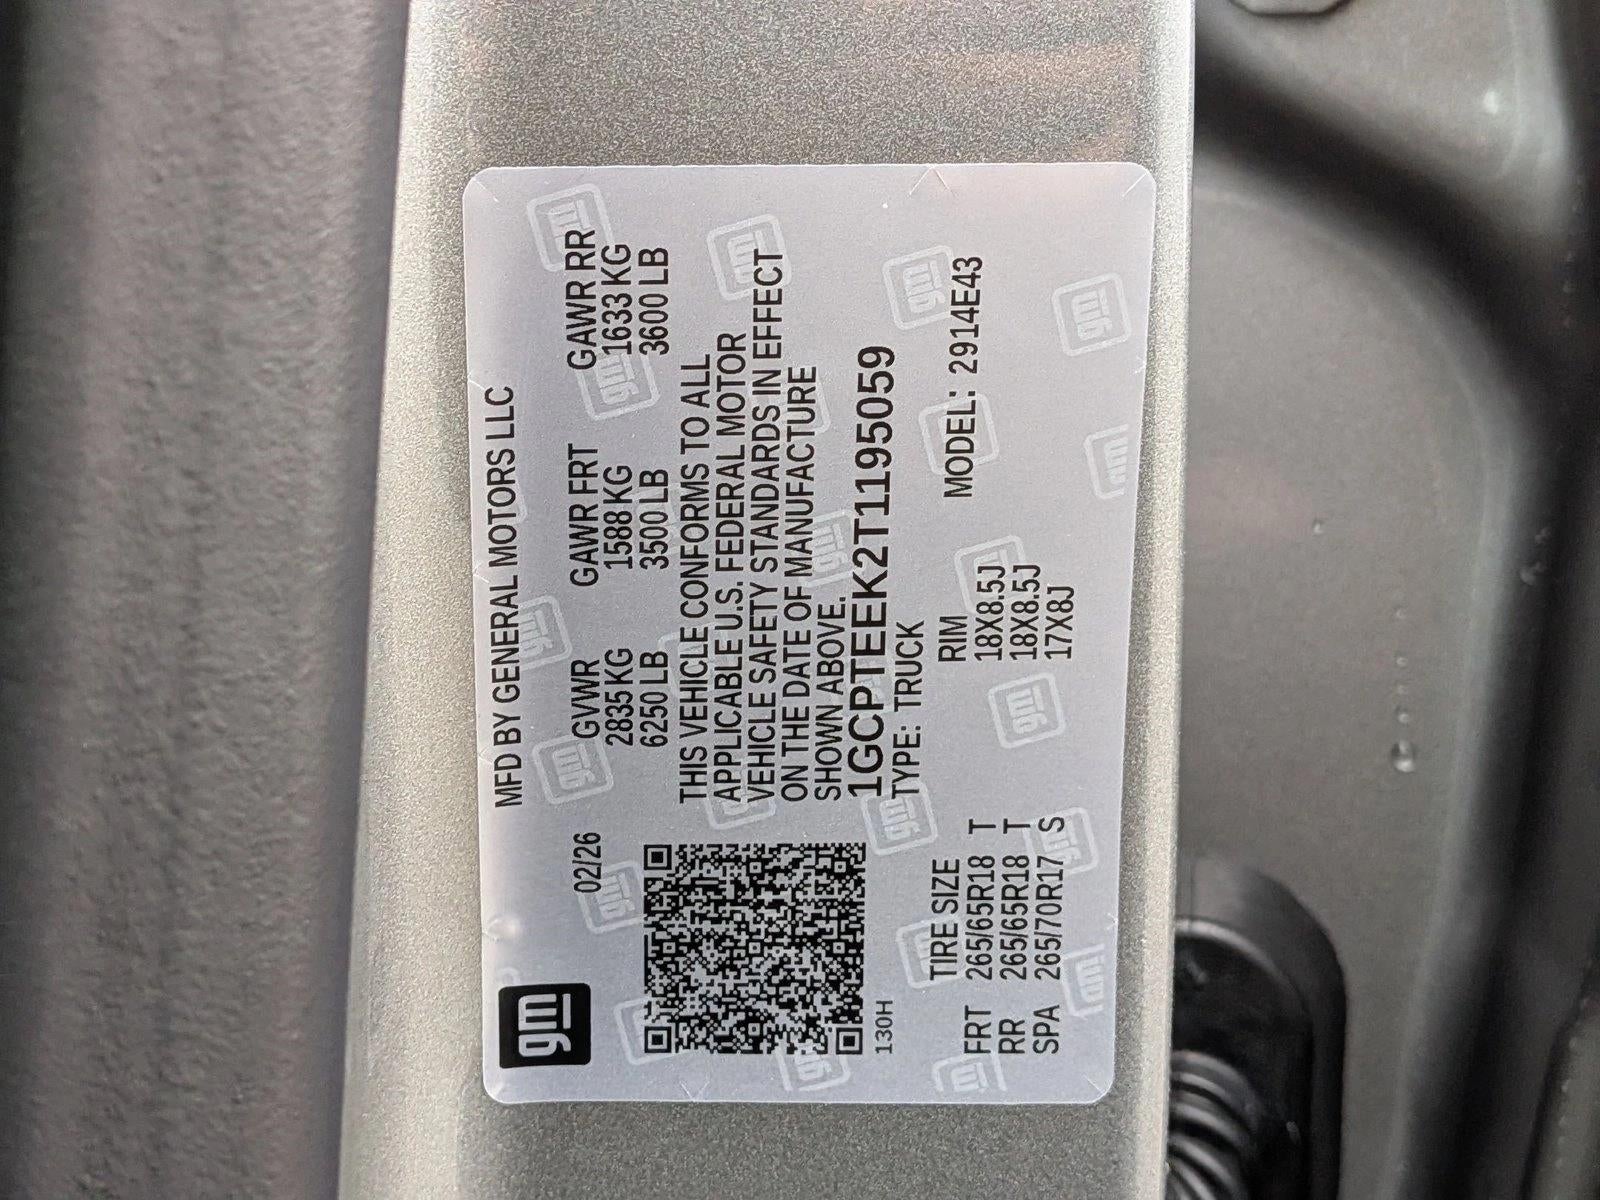 gm
MFD BY GENERAL MOTORS LLC
02/26
GVWR GAWR FRT GAWR RR
2835 KG 1588 KG 1633 KG
6250 LB 3500 LB 3600 LB
THIS VEHICLE CONFORMS TO ALL
APPLICABLE U.S. FEDERAL MOTOR
VEHICLE SAFETY STANDARDS IN EFFECT
ON THE DATE OF MANUFACTURE
SHOWN ABOVE.
1GCPTEEK2T1195059
130H
TYPE: TRUCK
TIRE SIZE RIM MODEL: 2914E43
FRT 265/65R18 T 18X8.5J
RR 265/65R18 T 18X8.5J
SPA 265/70R17 S 17X8J